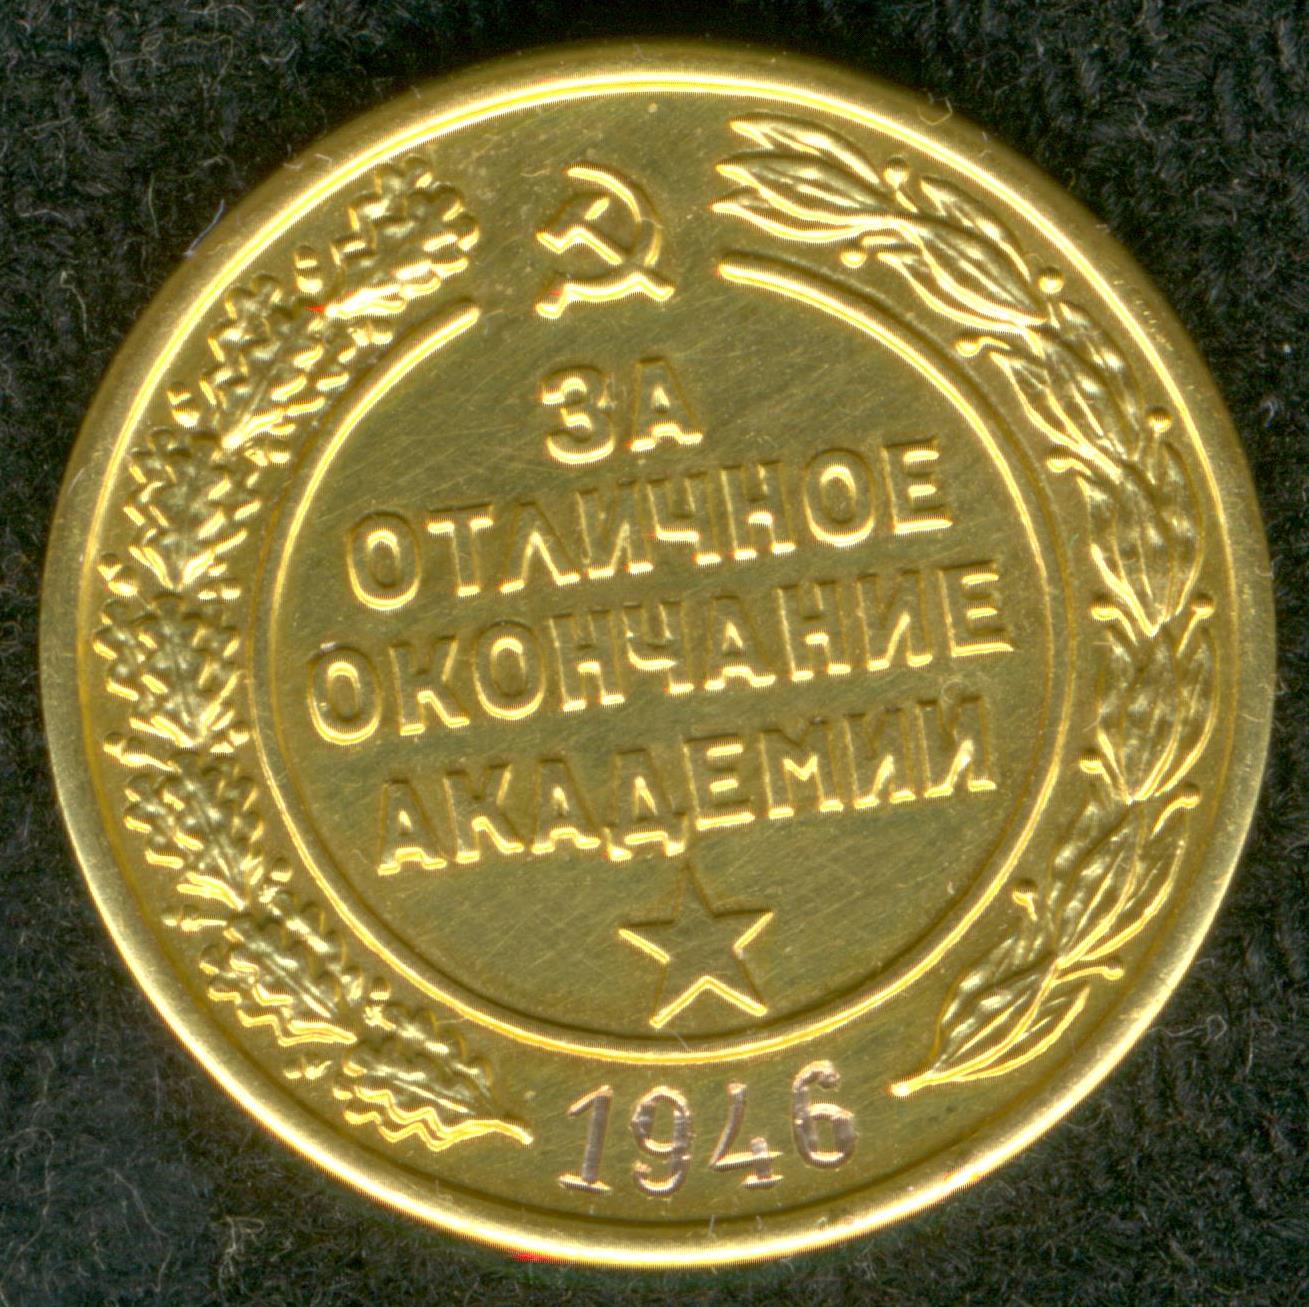 ЗА
ОТЛИЧНОЕ
ОКОНЧАНИЕ
АКАДЕМИИ
1946